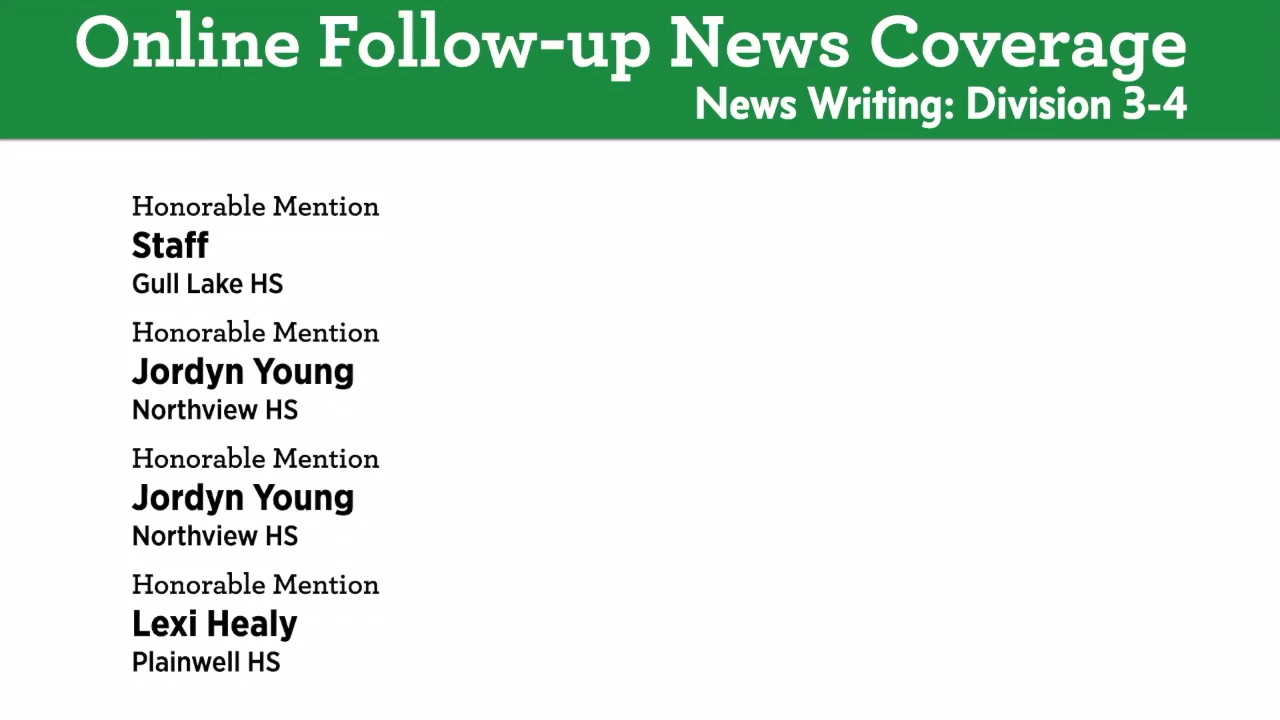 Online Follow-up News Coverage
News Writing: Division 3-4
Honorable Mention
Staff
Gull Lake HS
Honorable Mention
Jordyn Young
Northview HS
Honorable Mention
Jordyn Young
Northview HS
Honorable Mention
Lexi Healy
Plainwell HS